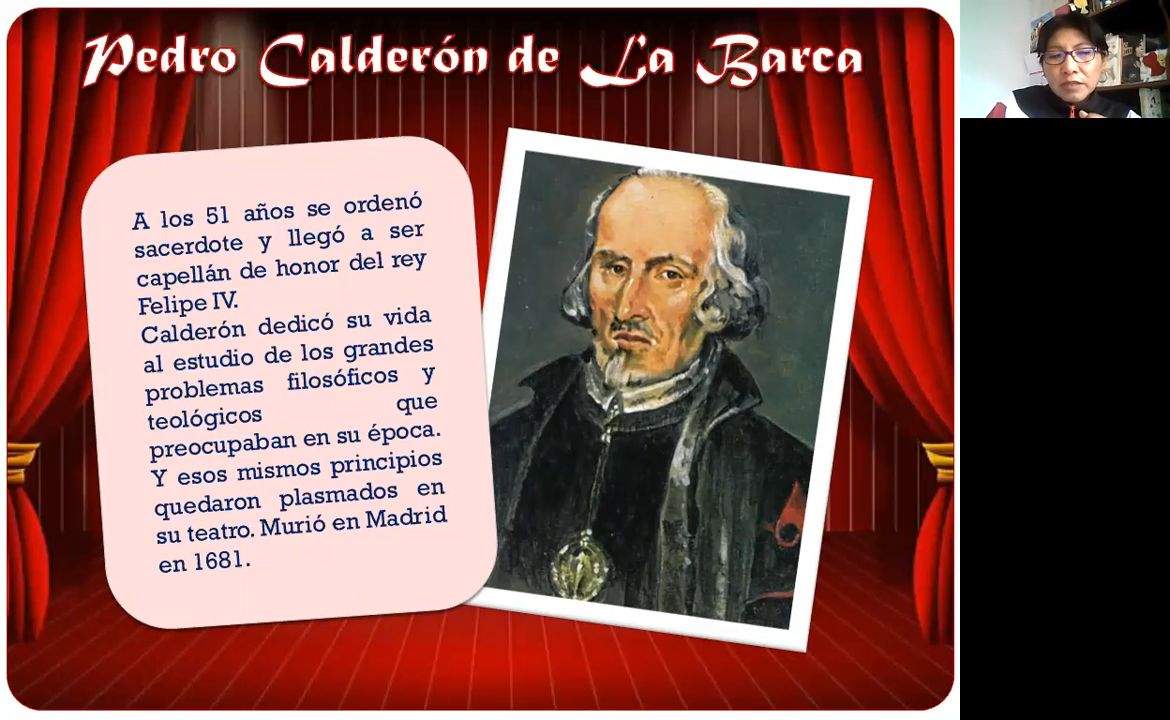 Pedro Calderón de La Barca
A los 51 años se ordenó
sacerdote y llegó a ser
capellán de honor del rey
Felipe IV.
Calderón dedicó su vida
al estudio de los grandes
problemas filosóficos y
teológicos que
preocupaban en su época.
Y esos mismos principios
quedaron plasmados en
su teatro. Murió en Madrid
en 1681.